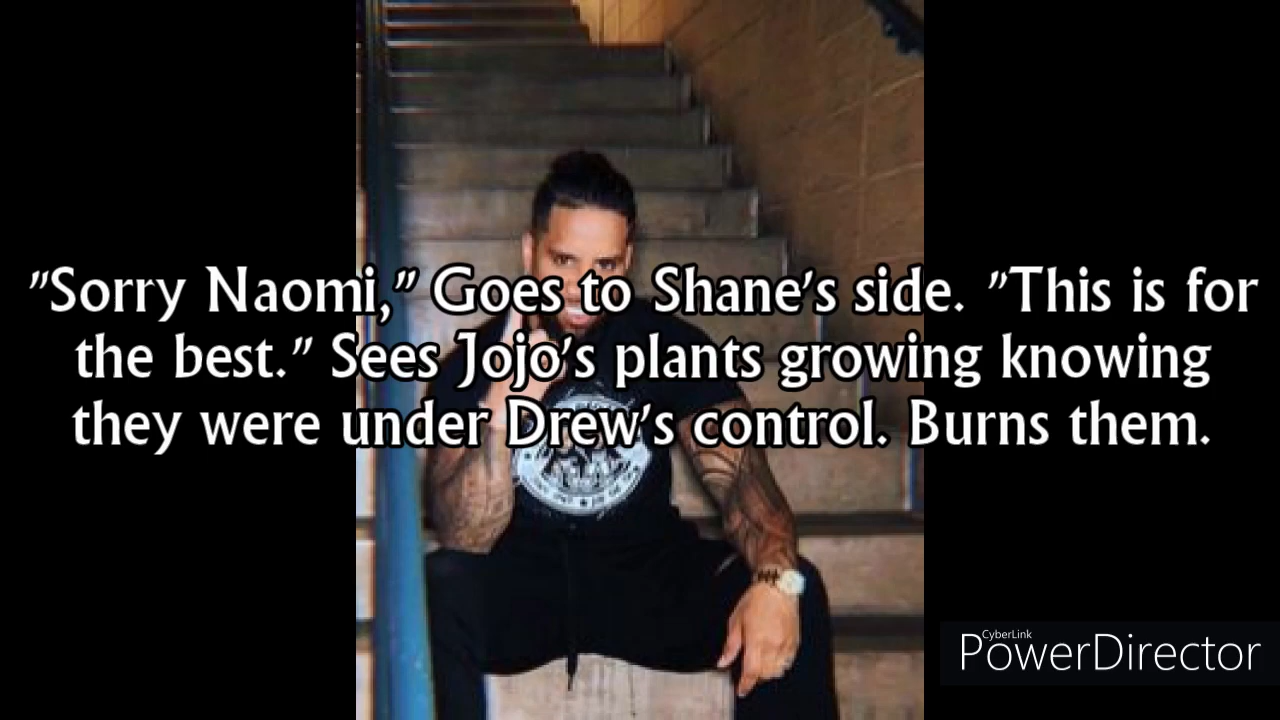 "Sorry Naomi," Goes to Shane's side. "This is for
the best." Sees Jojo's plants growing knowing
they were under Drew's control. Burns them.
CyberLink
PowerDirector